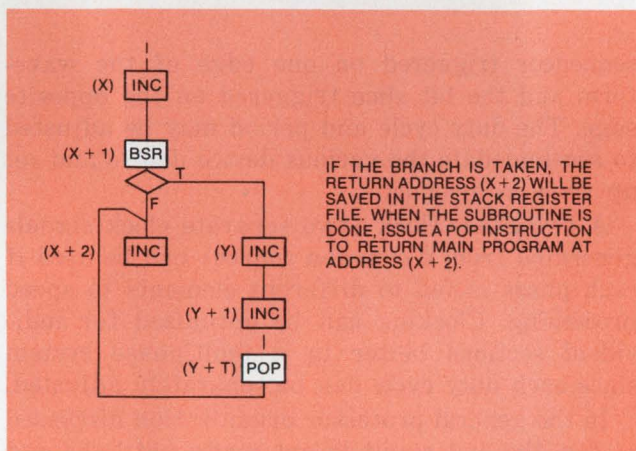 (X) INC
(X + 1) BSR
T
F
(X + 2) INC
(Y) INC
(Y + 1) INC
(Y + T) POP
IF THE BRANCH IS TAKEN, THE
RETURN ADDRESS (X+2) WILL BE
SAVED IN THE STACK REGISTER
FILE. WHEN THE SUBROUTINE IS
DONE, ISSUE A POP INSTRUCTION
TO RETURN MAIN PROGRAM AT
ADDRESS (X + 2).